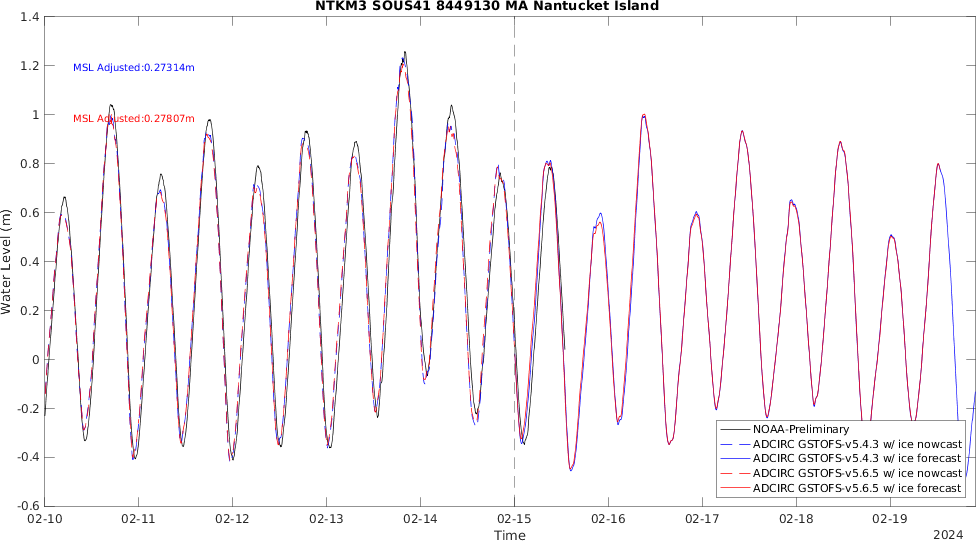 NTKM3 SOUS41 8449130 MA Nantucket Island
1.4
1.2
1
0.8
0.6
0.4
0.2
0
-0.2
-0.4
-0.6
Water Level (m)
MSL Adjusted:0.27314m
MSL Adjusted:0.27807m
NOAA-Preliminary
ADCIRC GSTOFS-v5.4.3 w/ ice nowcast
ADCIRC GSTOFS-v5.4.3 w/ ice forecast
ADCIRC GSTOFS-v5.6.5 w/ ice nowcast
ADCIRC GSTOFS-v5.6.5 w/ ice forecast
02-10 02-11 02-12 02-13 02-14 02-15 02-16 02-17 02-18 02-19
Time
2024